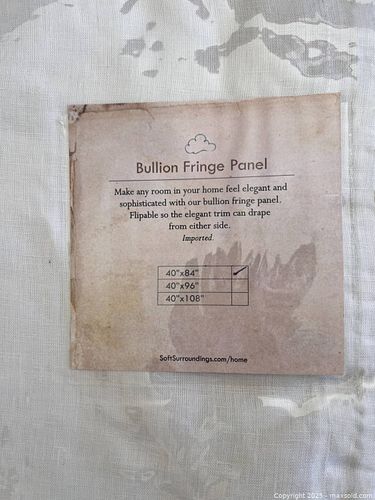 Bullion Fringe Panel
Make any room in your home feel elegant and
sophisticated with our bullion fringe panel.
Flipable so the elegant trim can drape
from either side.
Imported.
40"x84" ✓
40"x96"
40"x108"
SoftSurroundings.com/home
Copyright 2025 - maxsold.com